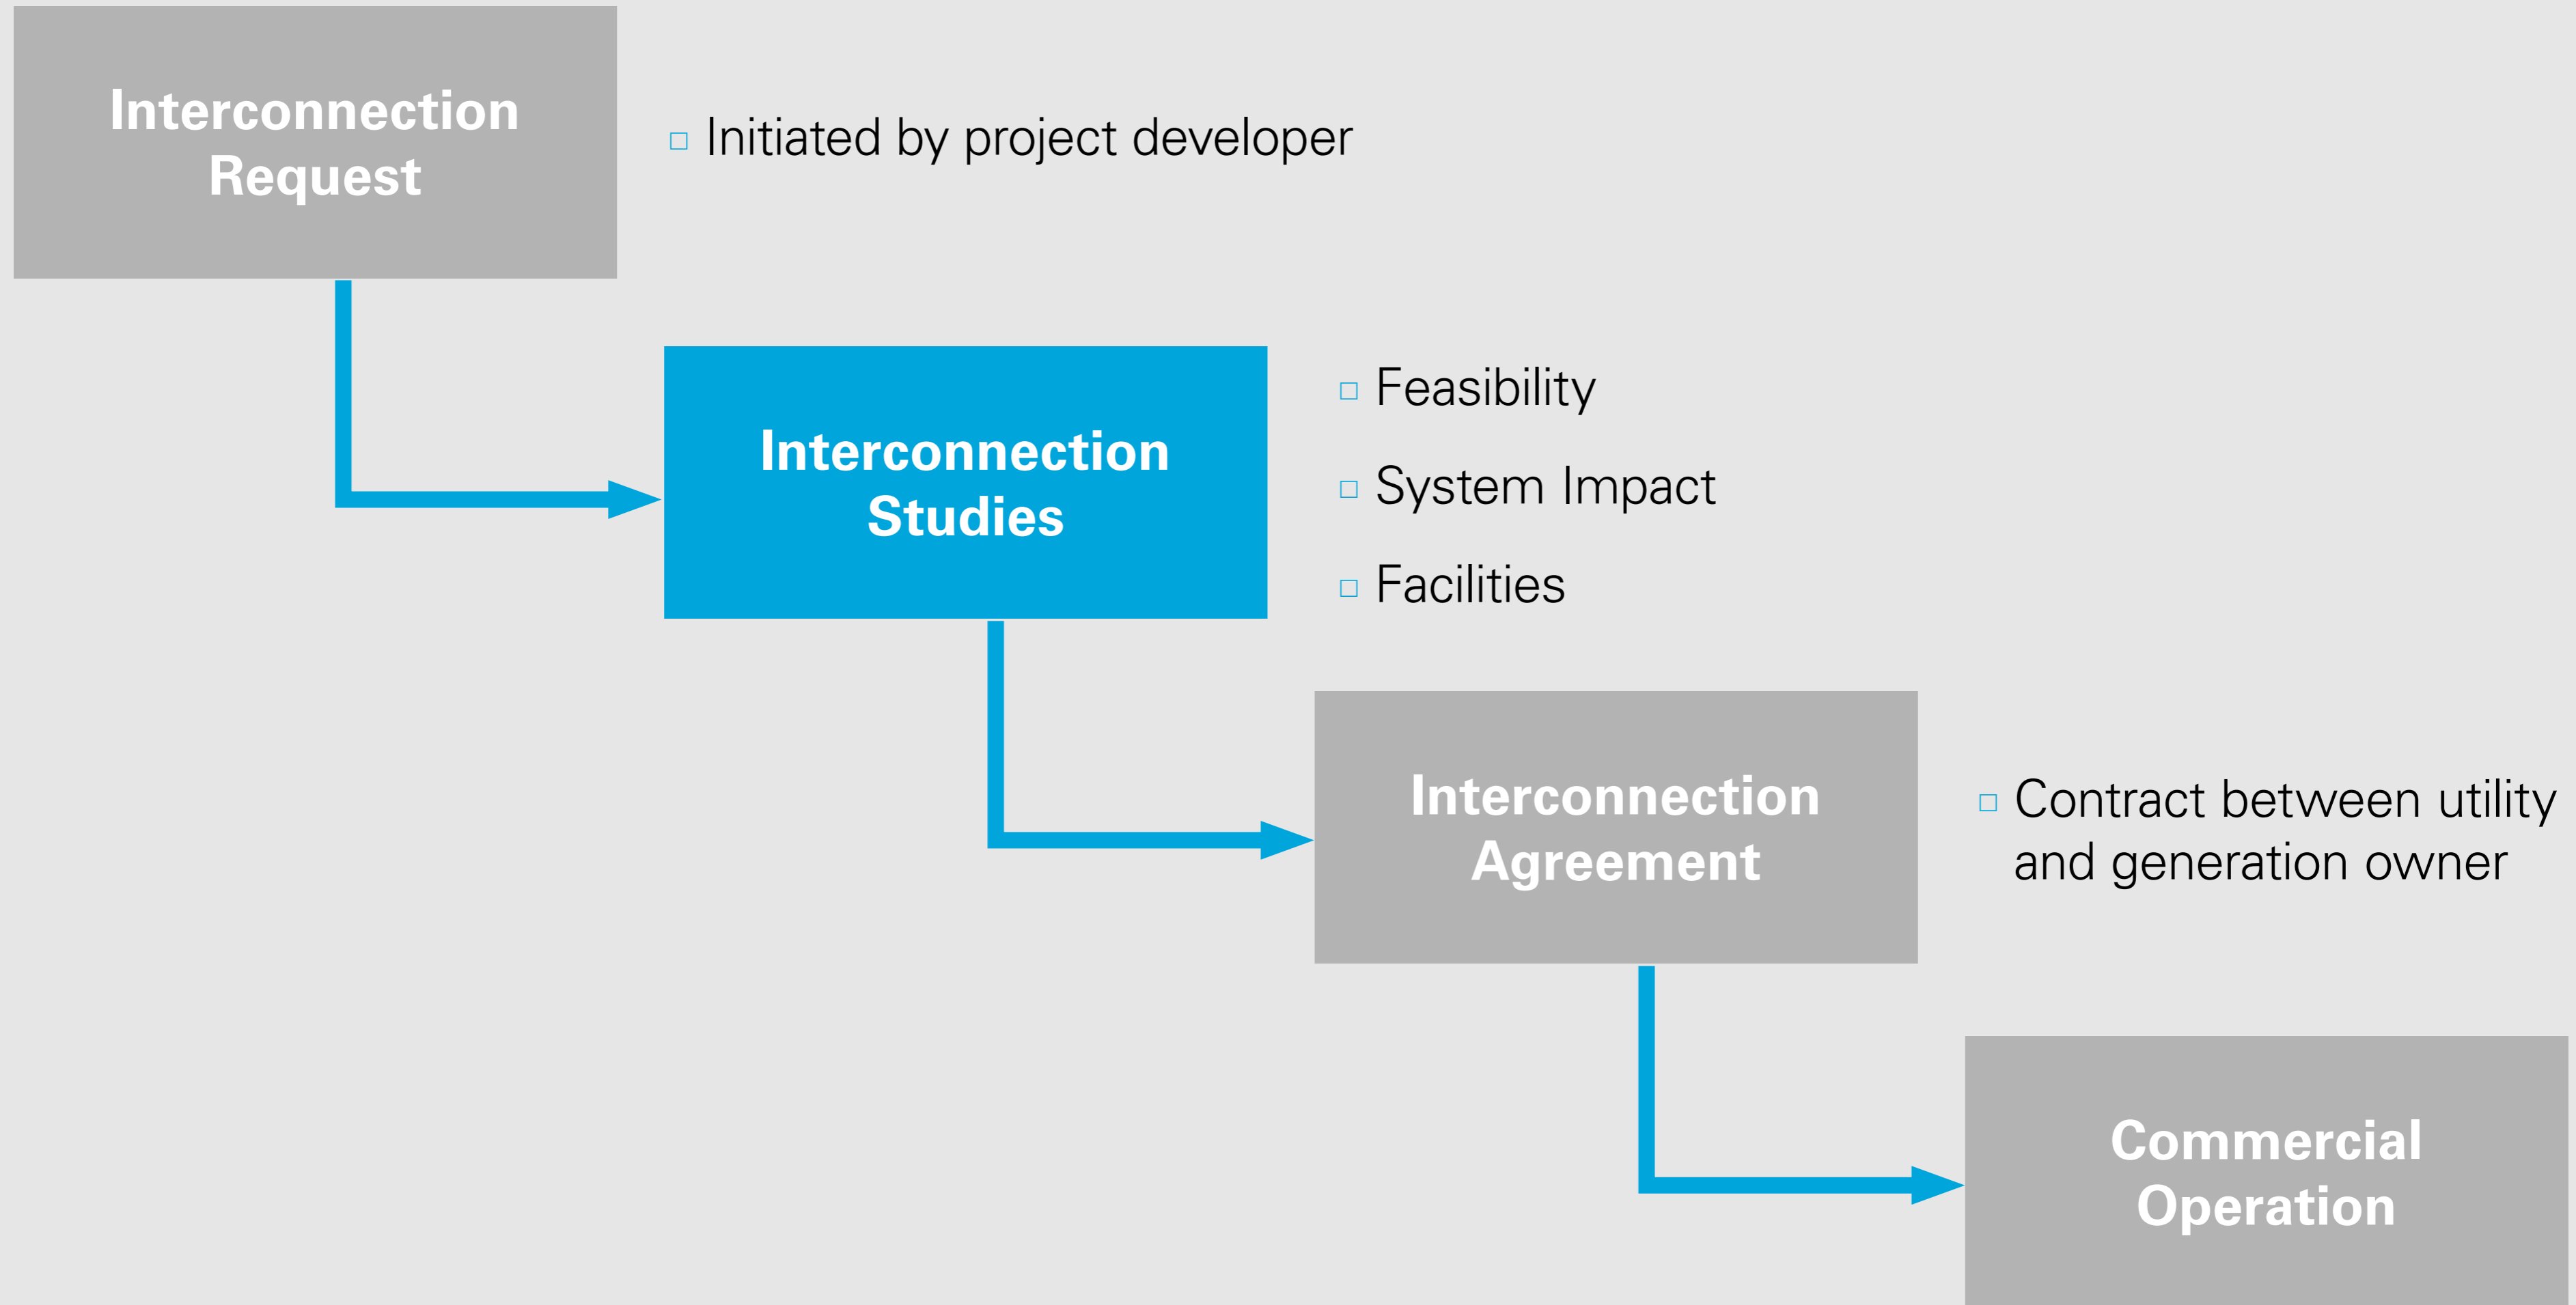 Interconnection
Request
Initiated by project developer
Interconnection
Studies
Feasibility
System Impact
Facilities
Interconnection
Agreement
Contract between utility
and generation owner
Commercial
Operation